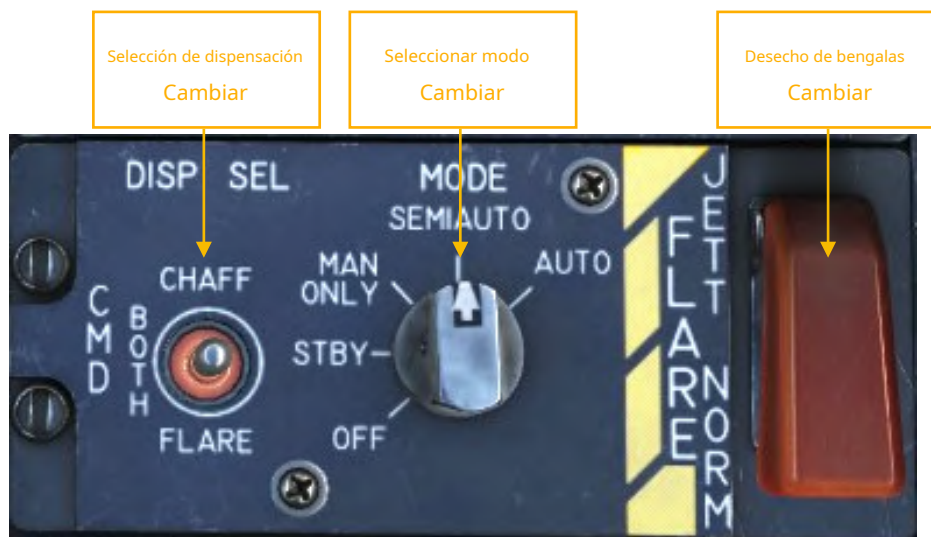 Selección de dispensación
Cambiar
Seleccionar modo
Cambiar
Desecho de bengalas
Cambiar
DISP SEL
CMD
BOTH
CHAFF
FLARE
MODE
SEMIAUTO
MAN
ONLY
AUTO
STBY
OFF
FLARE
JETT NORM